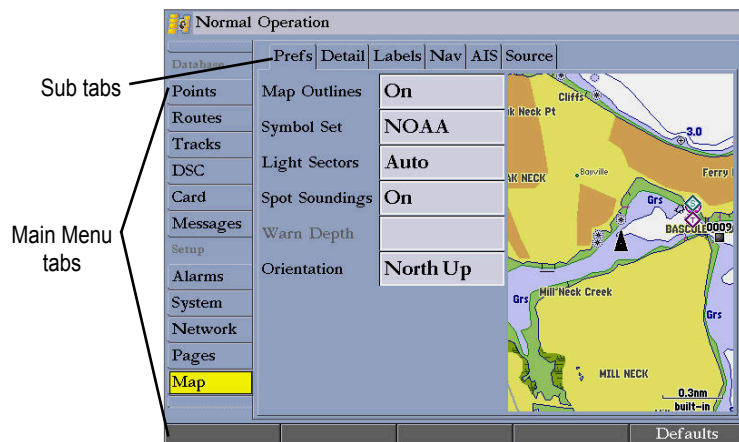 Normal Operation
Sub tabs
Main Menu
tabs
Database
Points
Routes
Tracks
DSC
Card
Messages
Setup
Alarms
System
Network
Pages
Map
Prefs Detail Labels Nav AIS Source
Map Outlines On
Symbol Set NOAA
Light Sectors Auto
Spot Soundings On
Warn Depth
Orientation North Up
Cliffs
k Neck Pt
3.0
Bayville
AK NECK
Ferry
Grs
S
T
BASCULE
0009
Mill Neck Creek
Grs
Grs
MILL NECK
0.3nm
built-in
Defaults